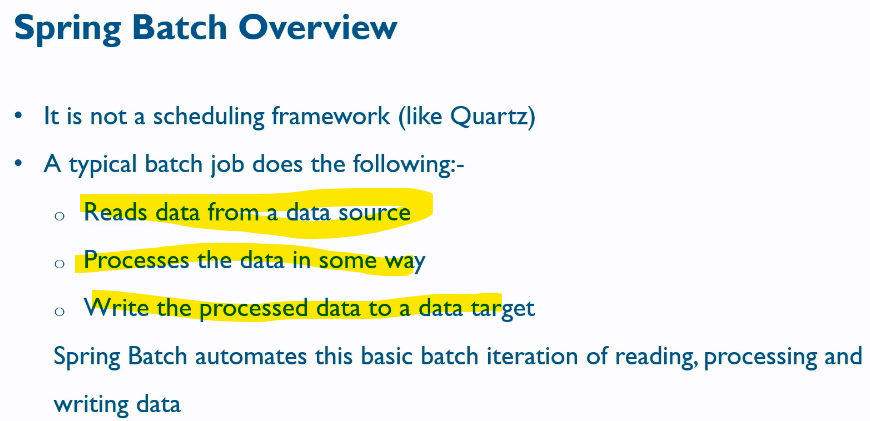 Spring Batch Overview
• It is not a scheduling framework (like Quartz)
• A typical batch job does the following:-
o Reads data from a data source
o Processes the data in some way
o Write the processed data to a data target
Spring Batch automates this basic batch iteration of reading, processing and
writing data